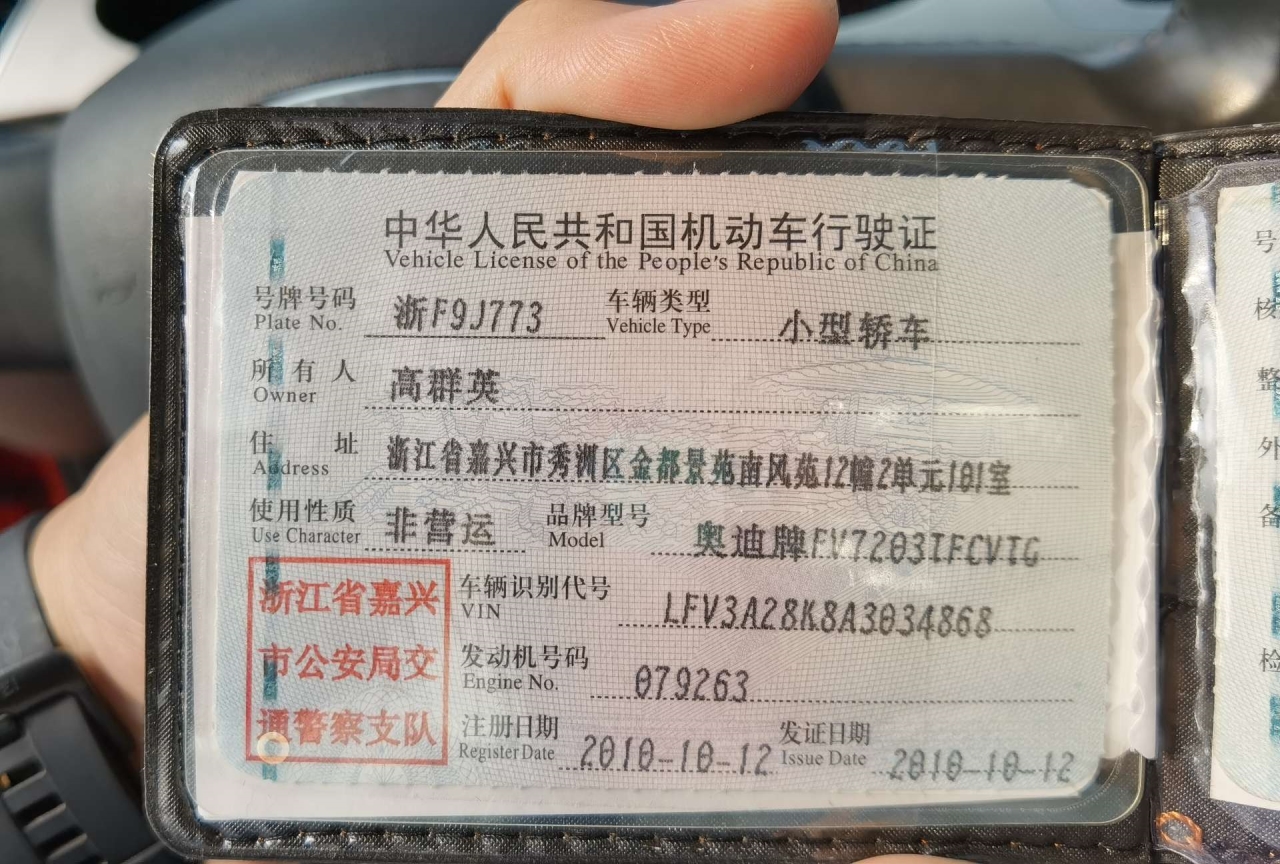 中华人民共和国机动车行驶证
Vehicle License of the People's Republic of China
号牌号码 浙F9J773 车辆类型 小型轿车
Plate No. Vehicle Type
所有人 高群英
Owner
住址 浙江省嘉兴市秀洲区金都景苑南风苑12幢2单元101室
Address
使用性质 非营运 品牌型号 奥迪牌FV7203TFCVTG
Use Character Model
浙江省嘉兴
市公安局交
通警察支队
车辆识别代号 LFV3A28K8A3034868
VIN
发动机号码 079263
Engine No.
注册日期 2010-10-12 发证日期 2010-10-12
Register Date Issue Date
号
核
整
外
备
检